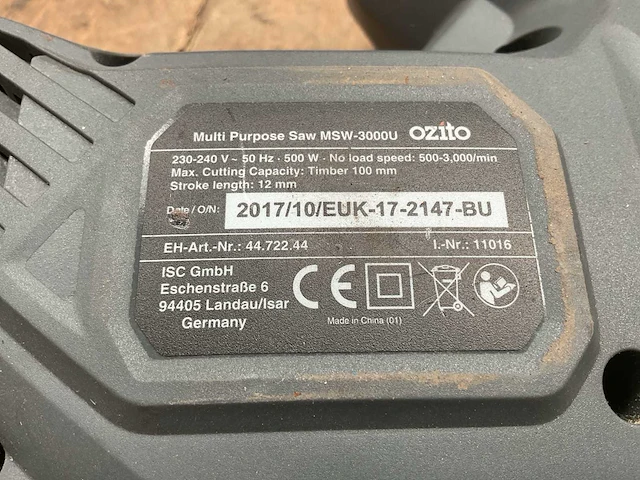 Multi Purpose Saw MSW-3000U ozito
230-240 V ~ 50 Hz · 500 W · No load speed: 500-3,000/min
Max. Cutting Capacity: Timber 100 mm
Stroke length: 12 mm
Date / O/N: 2017/10/EUK-17-2147-BU
EH-Art.-Nr.: 44.722.44 I.-Nr.: 11016
ISC GmbH
Eschenstraße 6
94405 Landau/Isar
Germany
CE
Made in China (01)